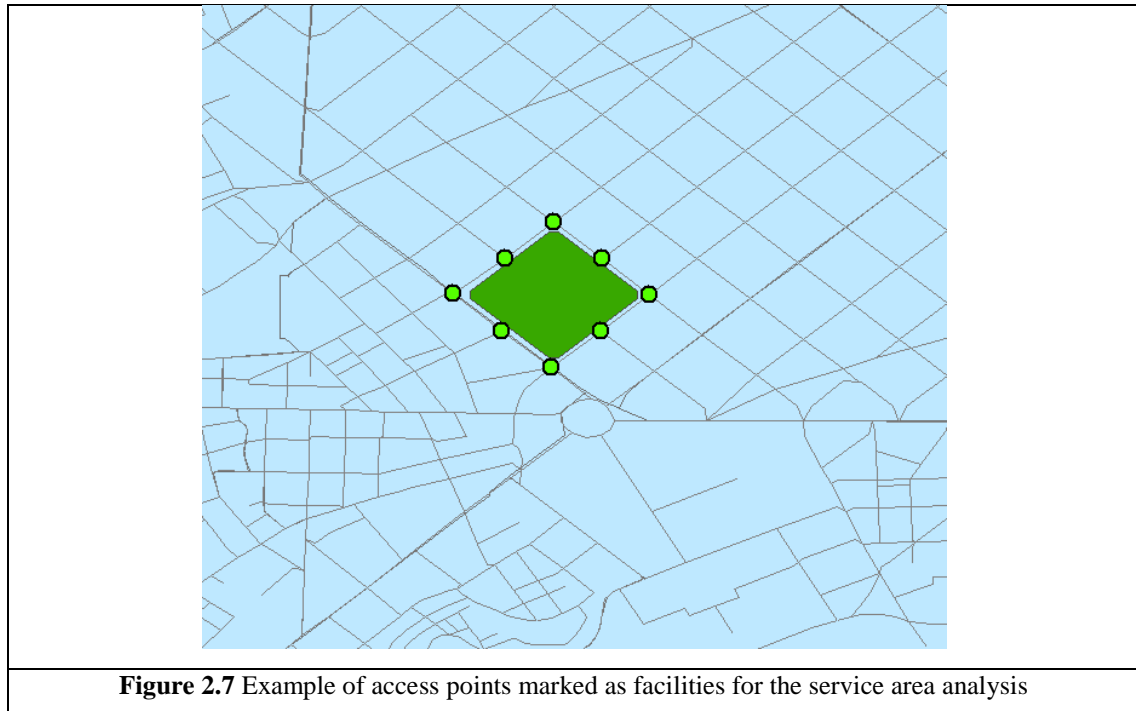 Figure 2.7 Example of access points marked as facilities for the service area analysis